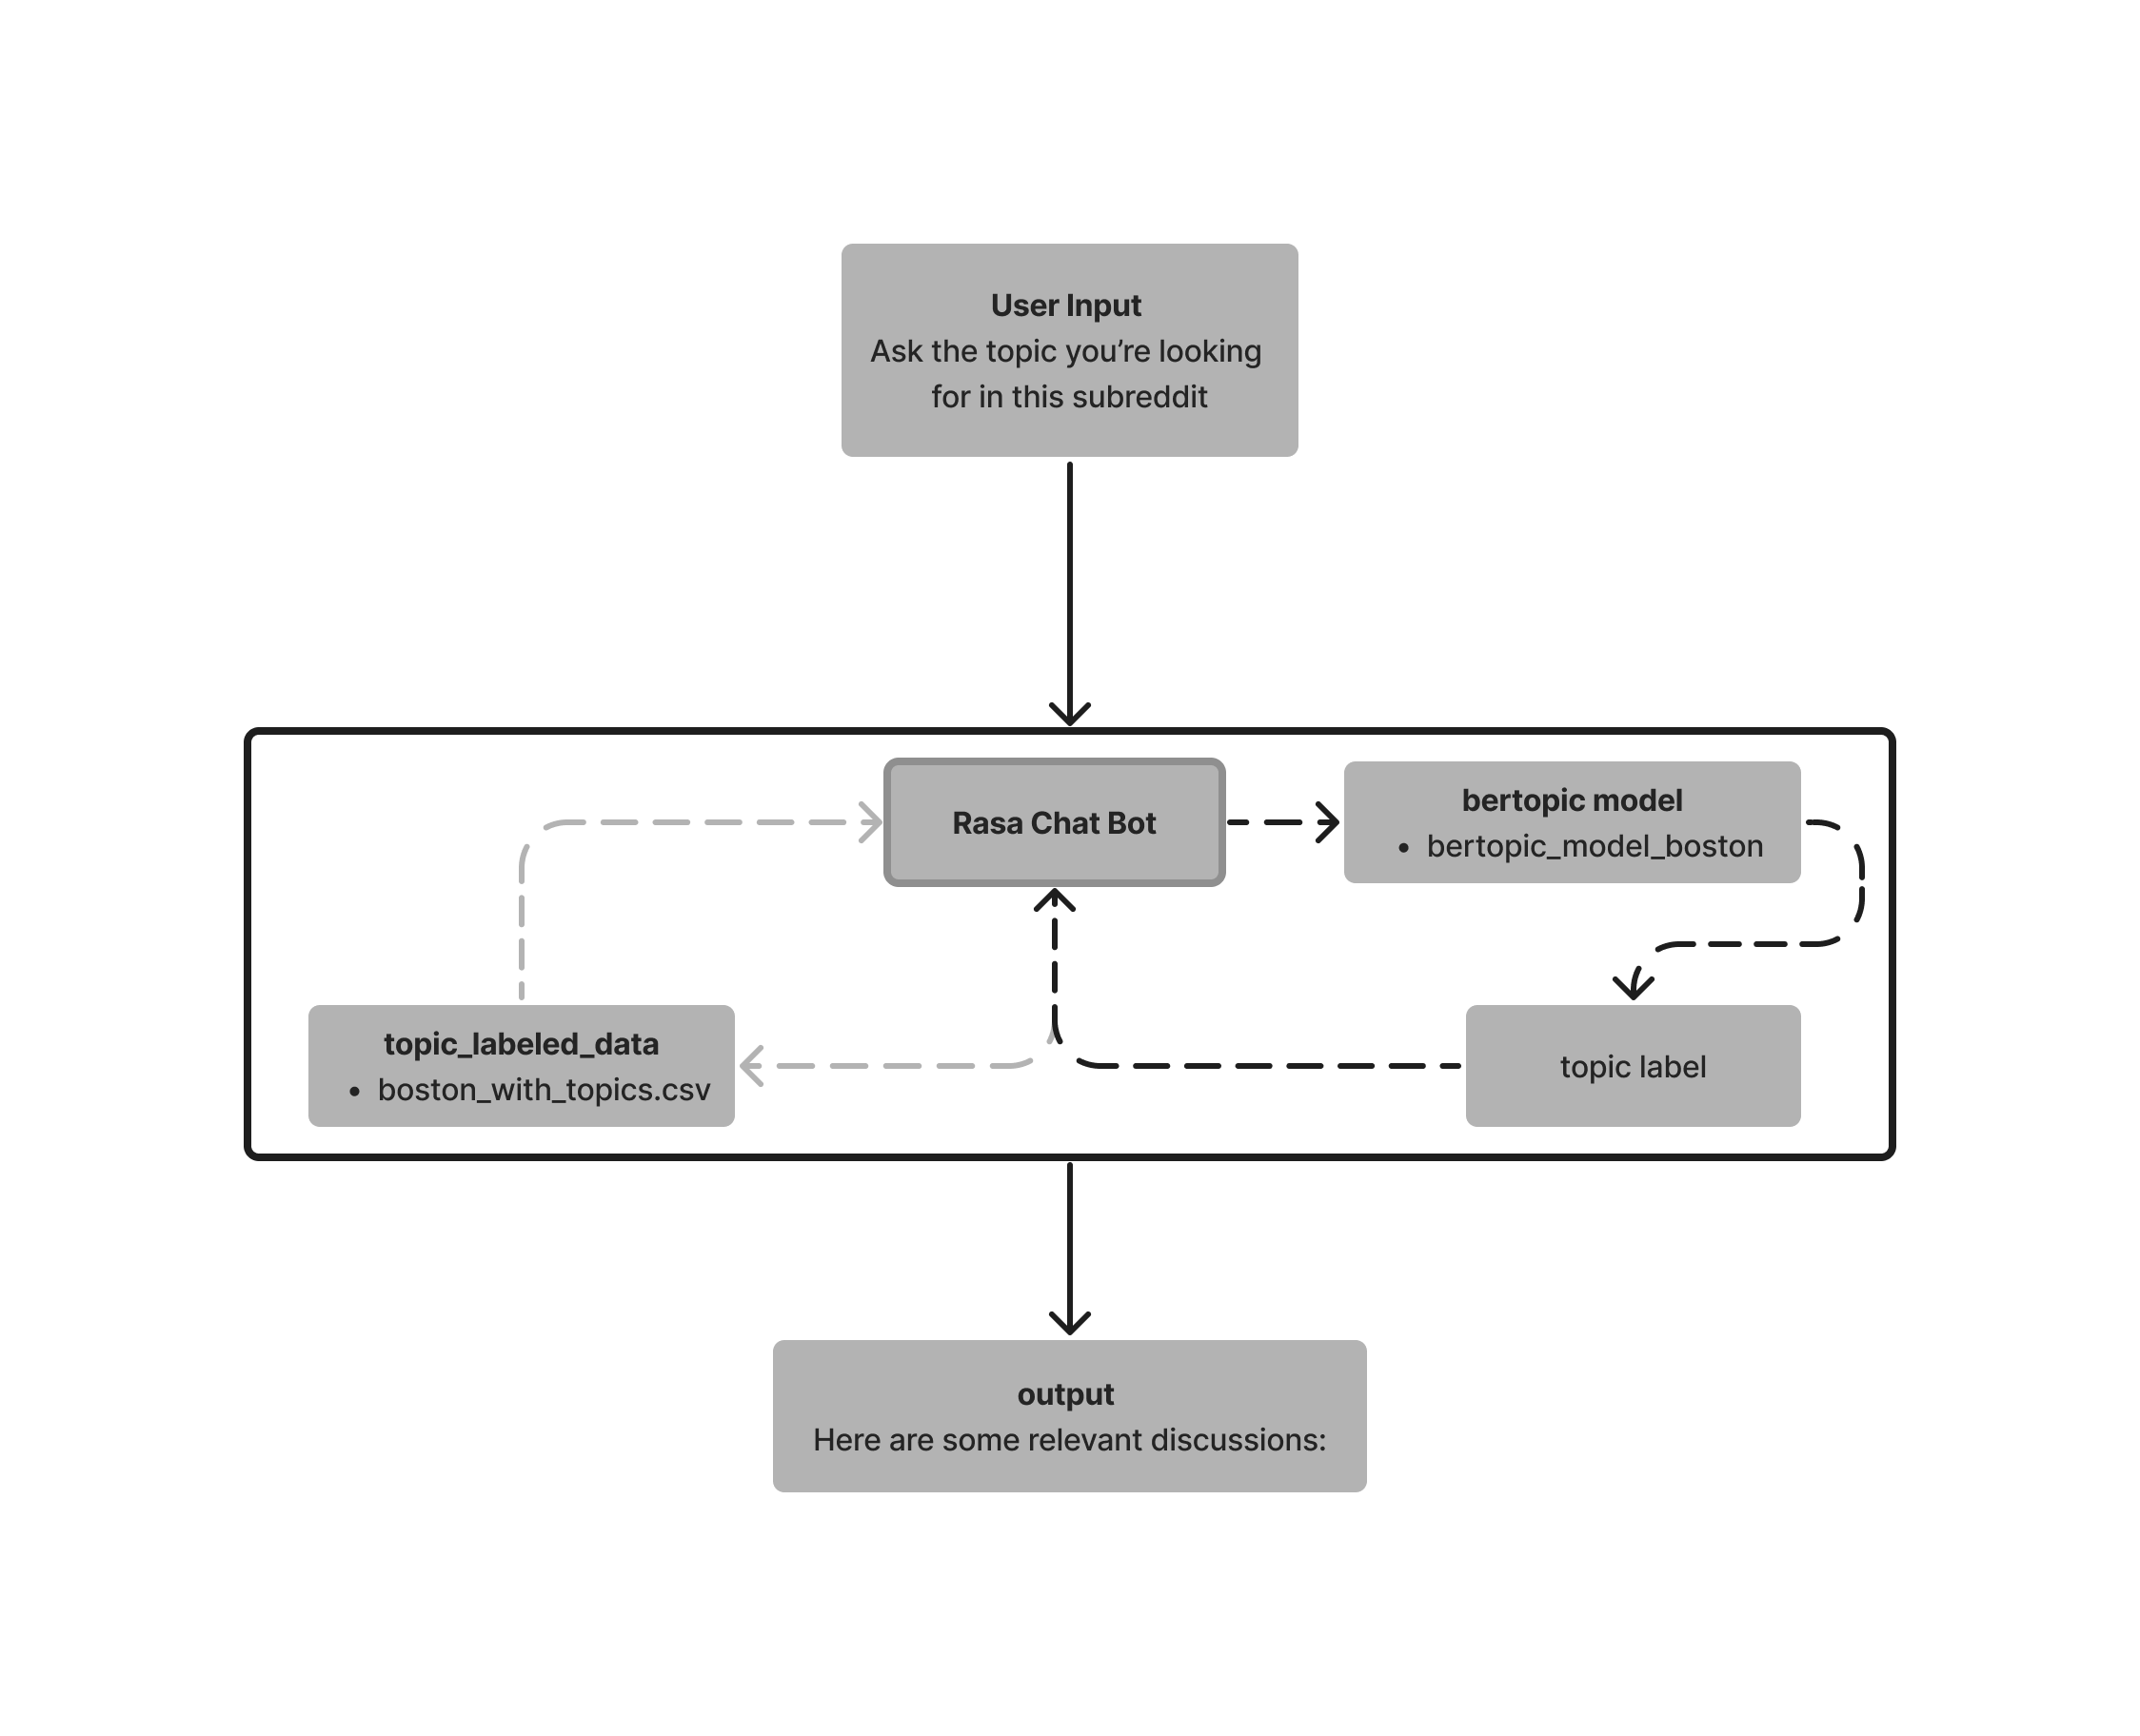 User Input
Ask the topic you’re looking
for in this subreddit
Rasa Chat Bot
bertopic model
• bertopic_model_boston
topic_labeled_data
• boston_with_topics.csv
topic label
output
Here are some relevant discussions: